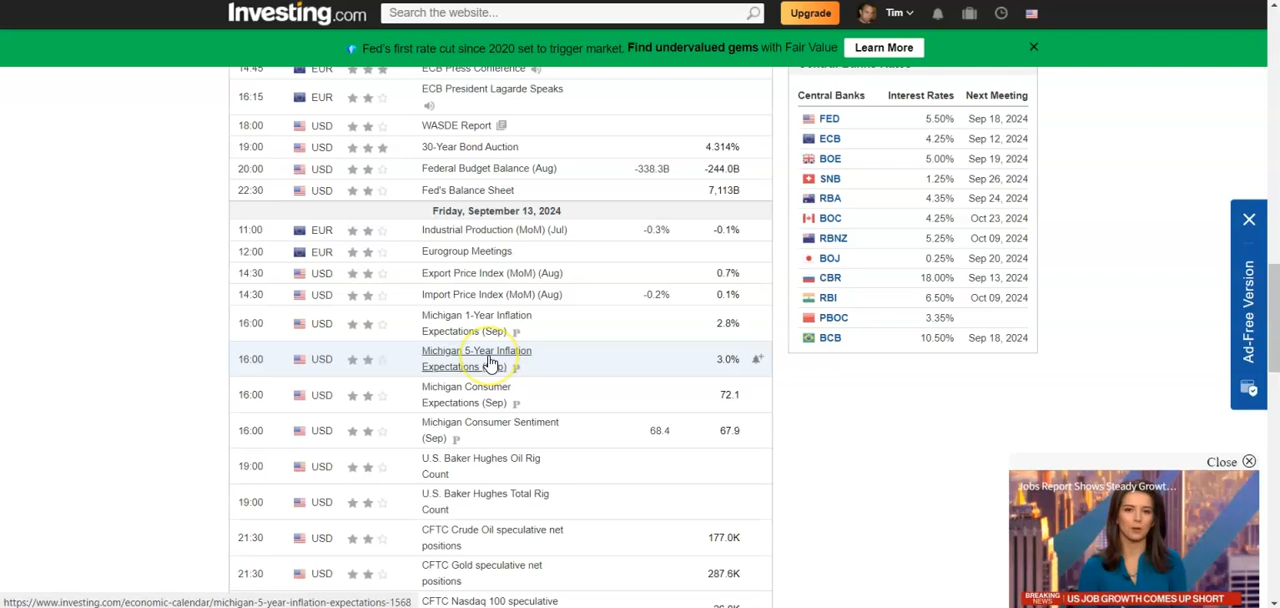 Investing.com
Search the website...
Upgrade
Tim
Fed's first rate cut since 2020 set to trigger market. Find undervalued gems with Fair Value
Learn More
14:45 EUR ECB Press Conference
16:15 EUR ECB President Lagarde Speaks
18:00 USD WASDE Report
19:00 USD 30-Year Bond Auction 4.314%
20:00 USD Federal Budget Balance (Aug) -338.3B -244.0B
22:30 USD Fed's Balance Sheet 7,113B
Friday, September 13, 2024
11:00 EUR Industrial Production (MoM) (Jul) -0.3% -0.1%
12:00 EUR Eurogroup Meetings
14:30 USD Export Price Index (MoM) (Aug) 0.7%
14:30 USD Import Price Index (MoM) (Aug) -0.2% 0.1%
Michigan 1-Year Inflation
16:00 USD Expectations (Sep) P 2.8%
Michigan 5-Year Inflation
16:00 USD Expectations (Sep) P 3.0%
Michigan Consumer
16:00 USD Expectations (Sep) P 72.1
Michigan Consumer Sentiment
16:00 USD (Sep) P 68.4 67.9
U.S. Baker Hughes Oil Rig
19:00 USD Count
U.S. Baker Hughes Total Rig
19:00 USD Count
CFTC Crude Oil speculative net
21:30 USD positions 177.0K
CFTC Gold speculative net
21:30 USD positions 287.6K
CFTC Nasdaq 100 speculative
Central Banks Rates
Central Banks Interest Rates Next Meeting
FED 5.50% Sep 18, 2024
ECB 4.25% Sep 12, 2024
BOE 5.00% Sep 19, 2024
SNB 1.25% Sep 26, 2024
RBA 4.35% Sep 24, 2024
BOC 4.25% Oct 23, 2024
RBNZ 5.25% Oct 09, 2024
BOJ 0.25% Sep 20, 2024
CBR 18.00% Sep 13, 2024
RBI 6.50% Oct 09, 2024
PBOC 3.35%
BCB 10.50% Sep 18, 2024
Ad-Free Version
Close
Jobs Report Shows Steady Growt...
BREAKING
NEWS
US JOB GROWTH COMES UP SHORT
https://www.investing.com/economic-calendar/michigan-5-year-inflation-expectations-1568